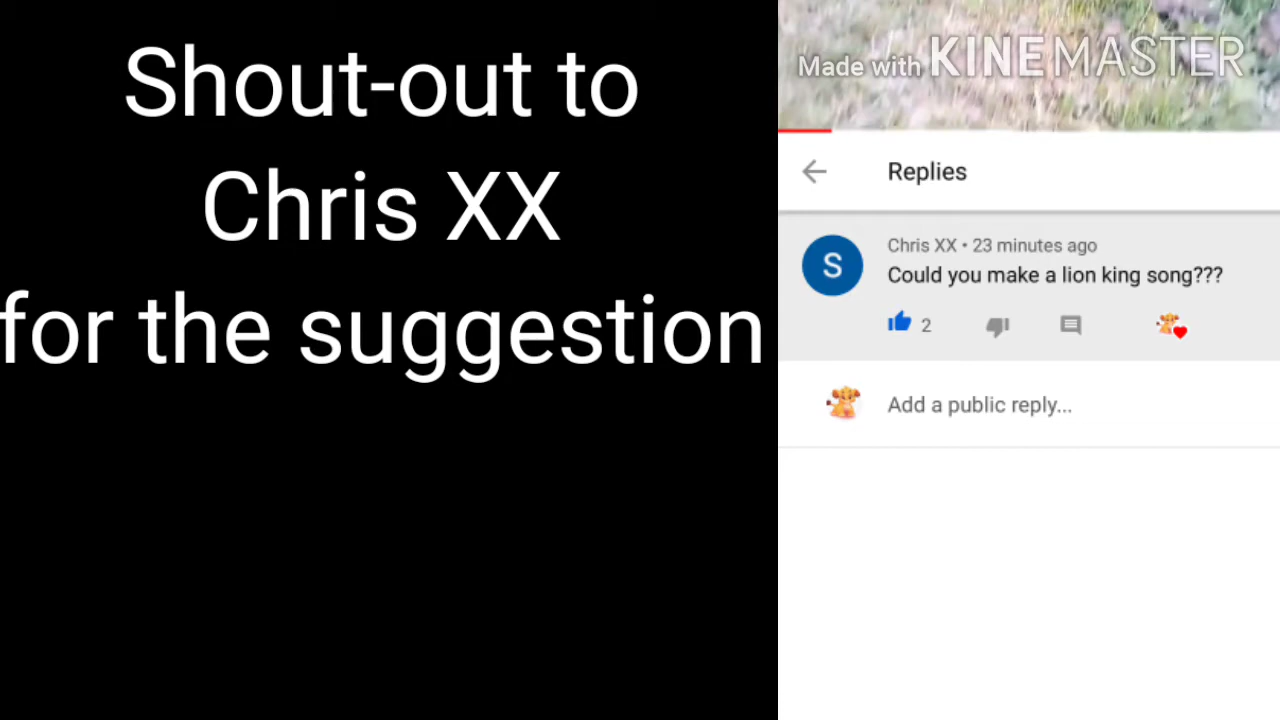 Shout-out to
Chris XX
for the suggestion
Made with KINEMASTER
Replies
S
Chris XX • 23 minutes ago
Could you make a lion king song???
2
Add a public reply...